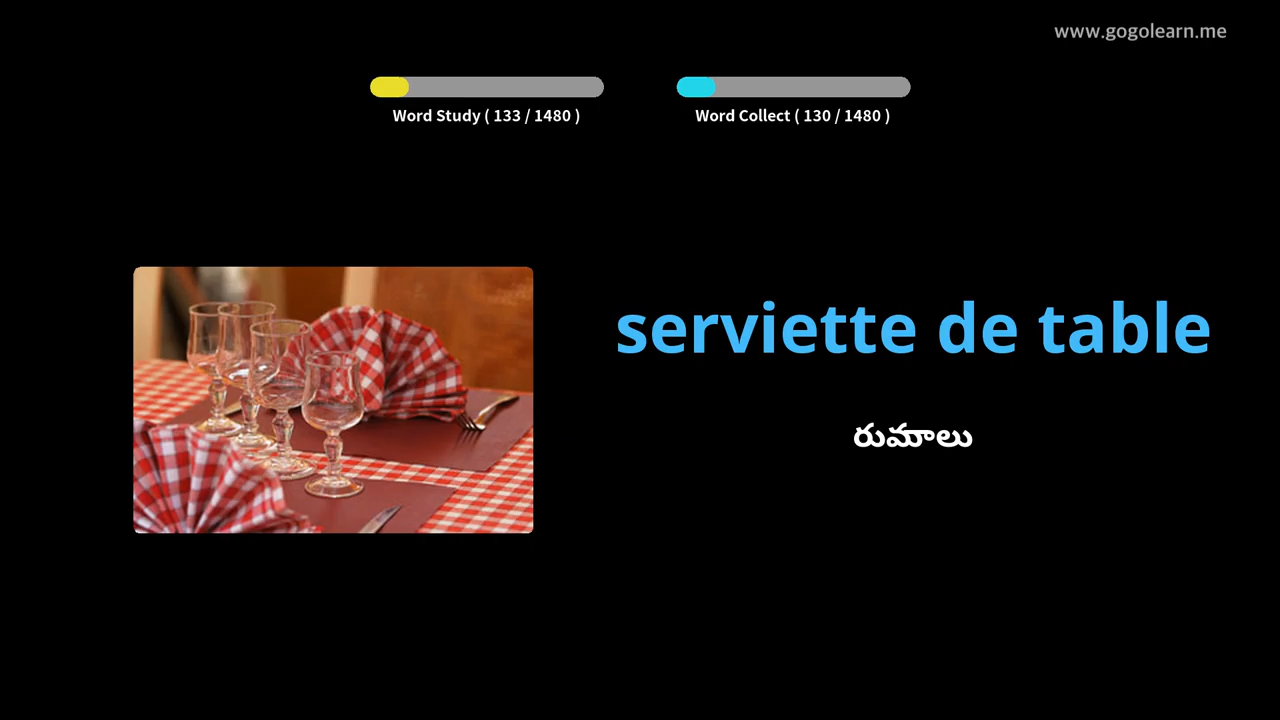 www.gogolearn.me
Word Study ( 133 / 1480 )
Word Collect ( 130 / 1480 )
serviette de table
రుమాలు